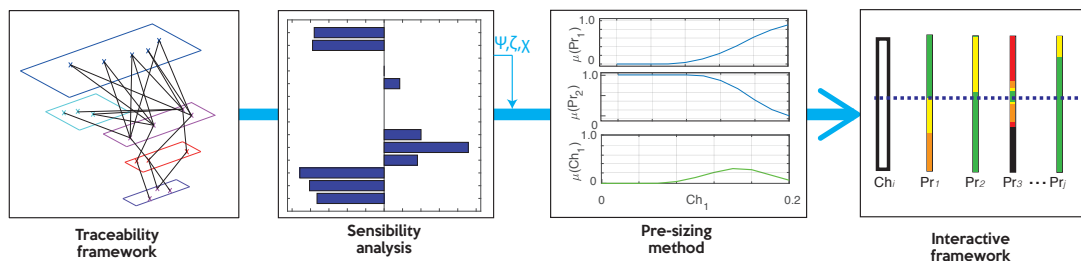 Ψ,ζ,χ
μ(Pr1)
1.0
0
μ(Pr2)
1.0
0
μ(Ch1)
1.0
0
0
Ch1
0.2
Chi
Pr1
Pr2
Pr3
•••
Prj
Traceability
framework
Sensibility
analysis
Pre-sizing
method
Interactive
framework